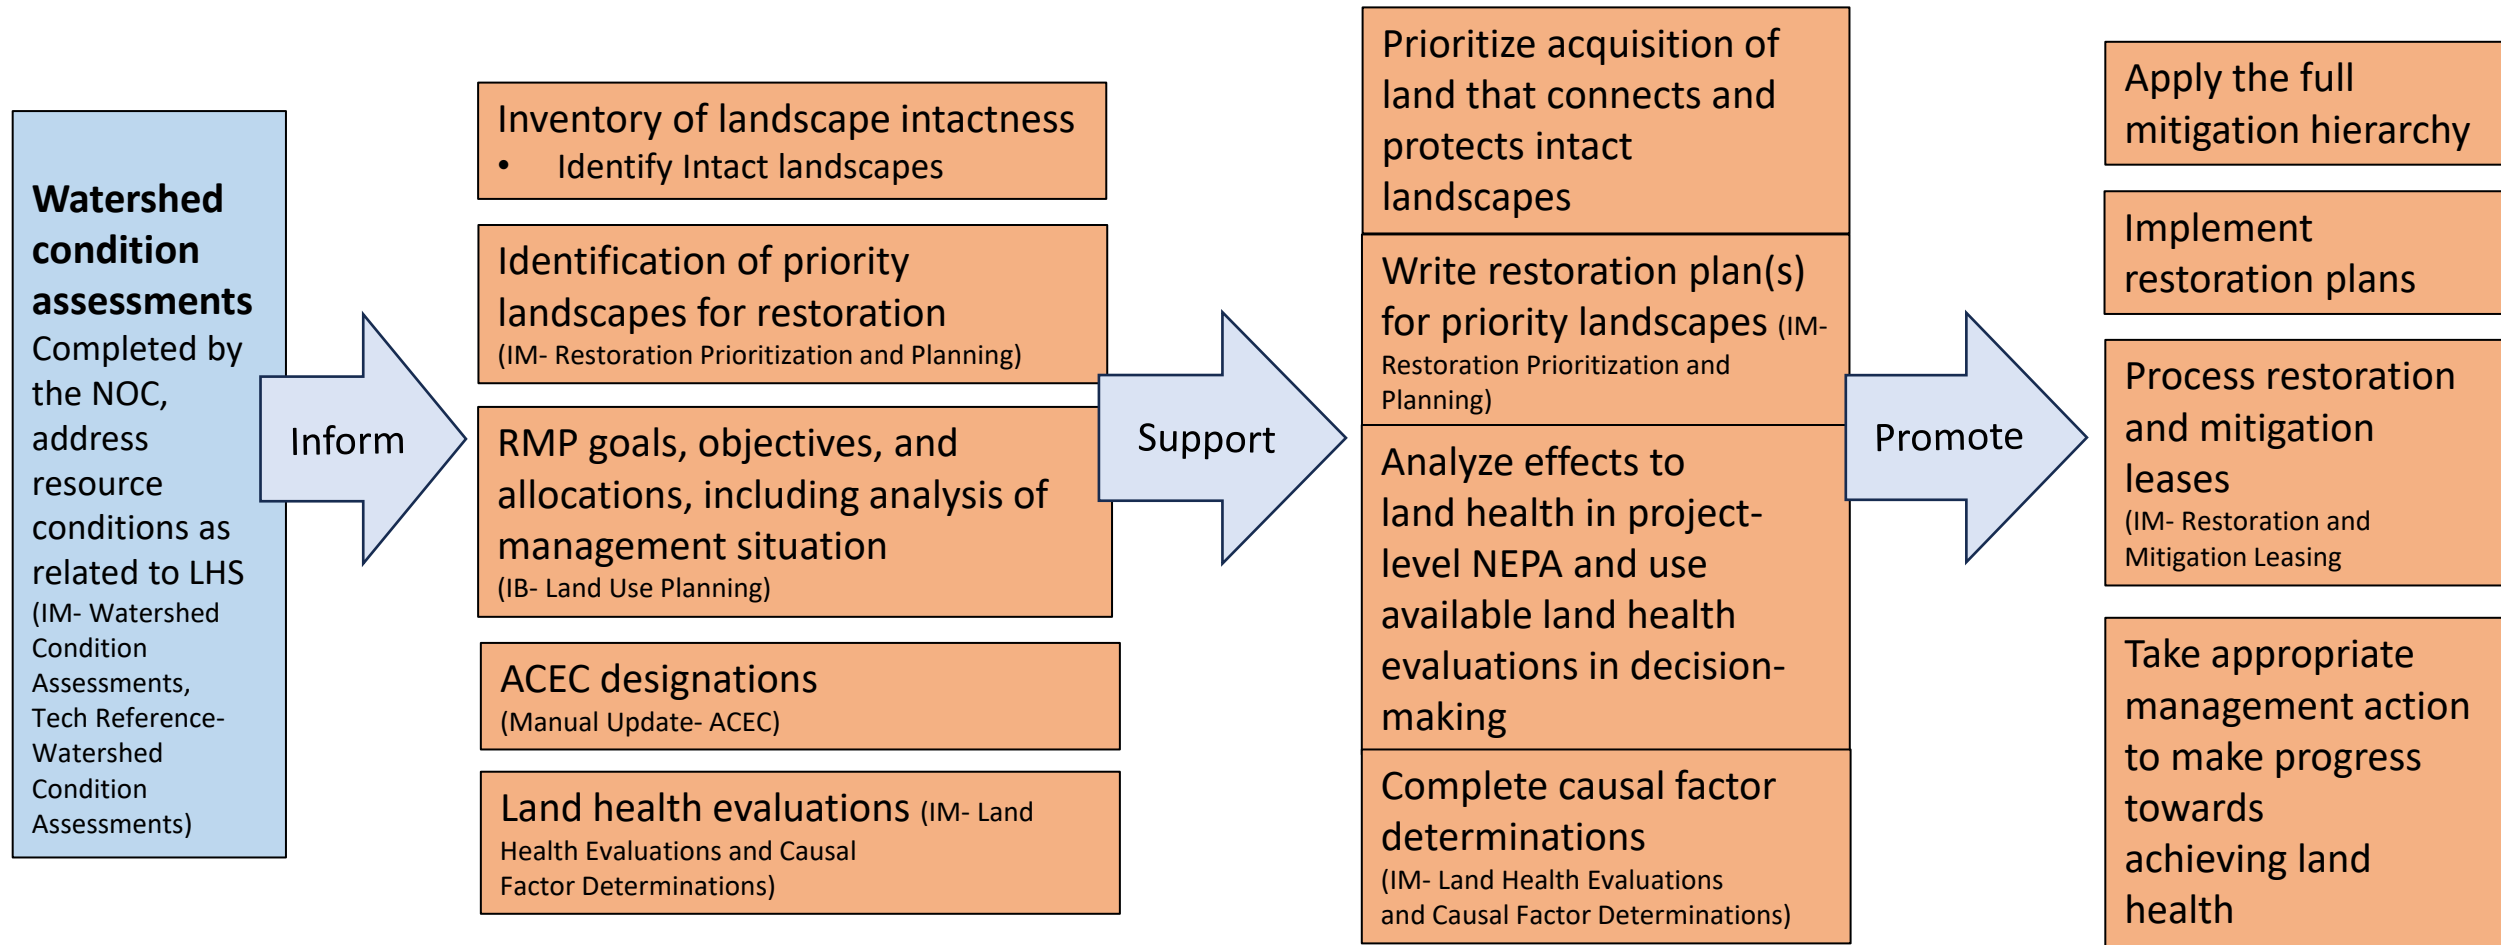 Watershed
condition
assessments
Completed by
the NOC,
address
resource
conditions as
related to LHS
(IM- Watershed
Condition
Assessments,
Tech Reference-
Watershed
Condition
Assessments)
Inform
Inventory of landscape intactness
• Identify Intact landscapes
Identification of priority
landscapes for restoration
(IM- Restoration Prioritization and Planning)
RMP goals, objectives, and
allocations, including analysis of
management situation
(IB- Land Use Planning)
ACEC designations
(Manual Update- ACEC)
Land health evaluations (IM- Land
Health Evaluations and Causal
Factor Determinations)
Support
Prioritize acquisition of
land that connects and
protects intact
landscapes
Write restoration plan(s)
for priority landscapes (IM-
Restoration Prioritization and
Planning)
Analyze effects to
land health in project-
level NEPA and use
available land health
evaluations in decision-
making
Complete causal factor
determinations
(IM- Land Health Evaluations
and Causal Factor Determinations)
Promote
Apply the full
mitigation hierarchy
Implement
restoration plans
Process restoration
and mitigation
leases
(IM- Restoration and
Mitigation Leasing
Take appropriate
management action
to make progress
towards
achieving land
health